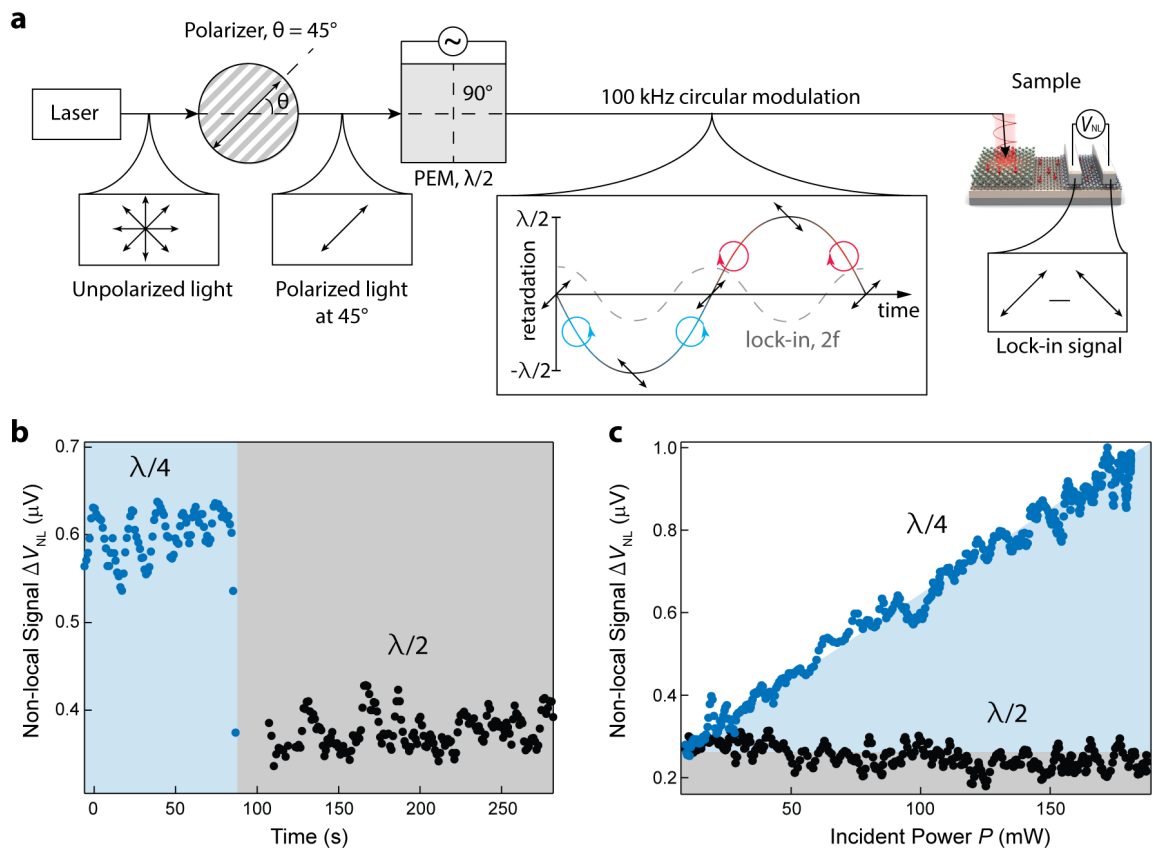 a
Polarizer, θ = 45°
Laser
θ
~
90°
PEM, λ/2
100 kHz circular modulation
Sample
V_NL
Unpolarized light
Polarized light
at 45°
λ/2
retardation
-λ/2
time
lock-in, 2f
Lock-in signal
b
Non-local Signal ΔV_NL (μV)
0.7
0.6
0.5
0.4
λ/4
λ/2
0
50
100
150
200
250
Time (s)
c
Non-local Signal ΔV_NL (μV)
1.0
0.8
0.6
0.4
0.2
λ/4
λ/2
50
100
150
Incident Power P (mW)